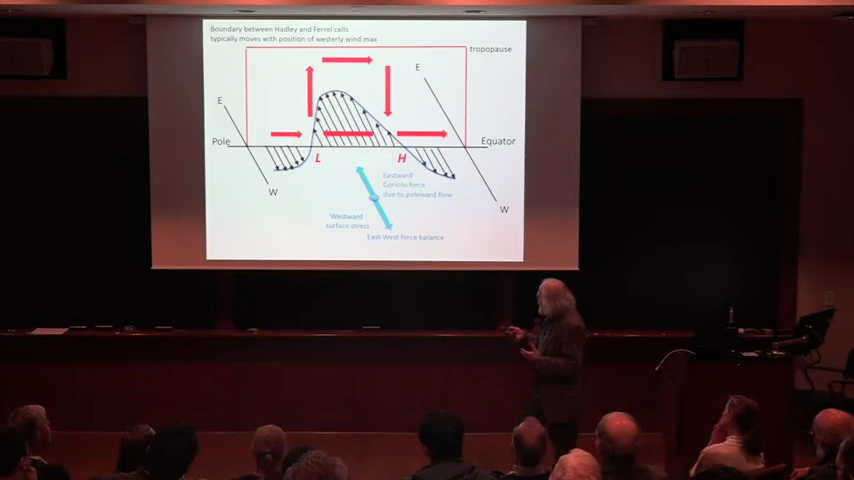 Boundary between Hadley and Ferrel cells
typically moves with position of westerly wind max
tropopause
E
E
Pole
Equator
L
H
W
W
Eastward
Coriolis force
due to poleward flow
Westward
surface stress
East-West force balance